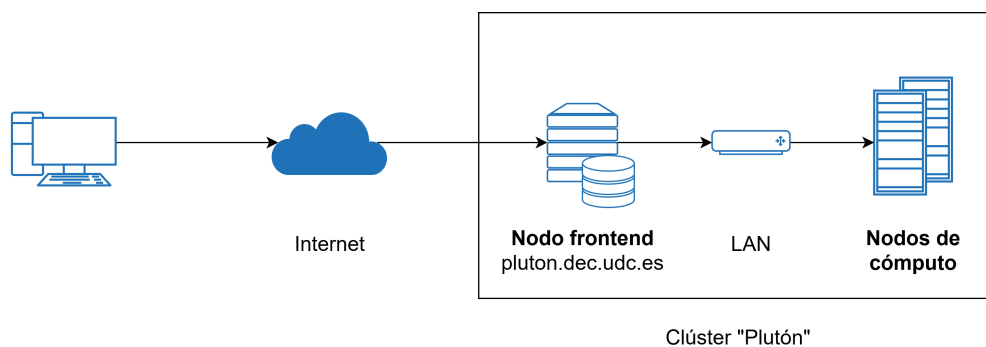 Internet
Nodo frontend
pluton.dec.udc.es
LAN
Nodos de
cómputo
Clúster "Plutón"